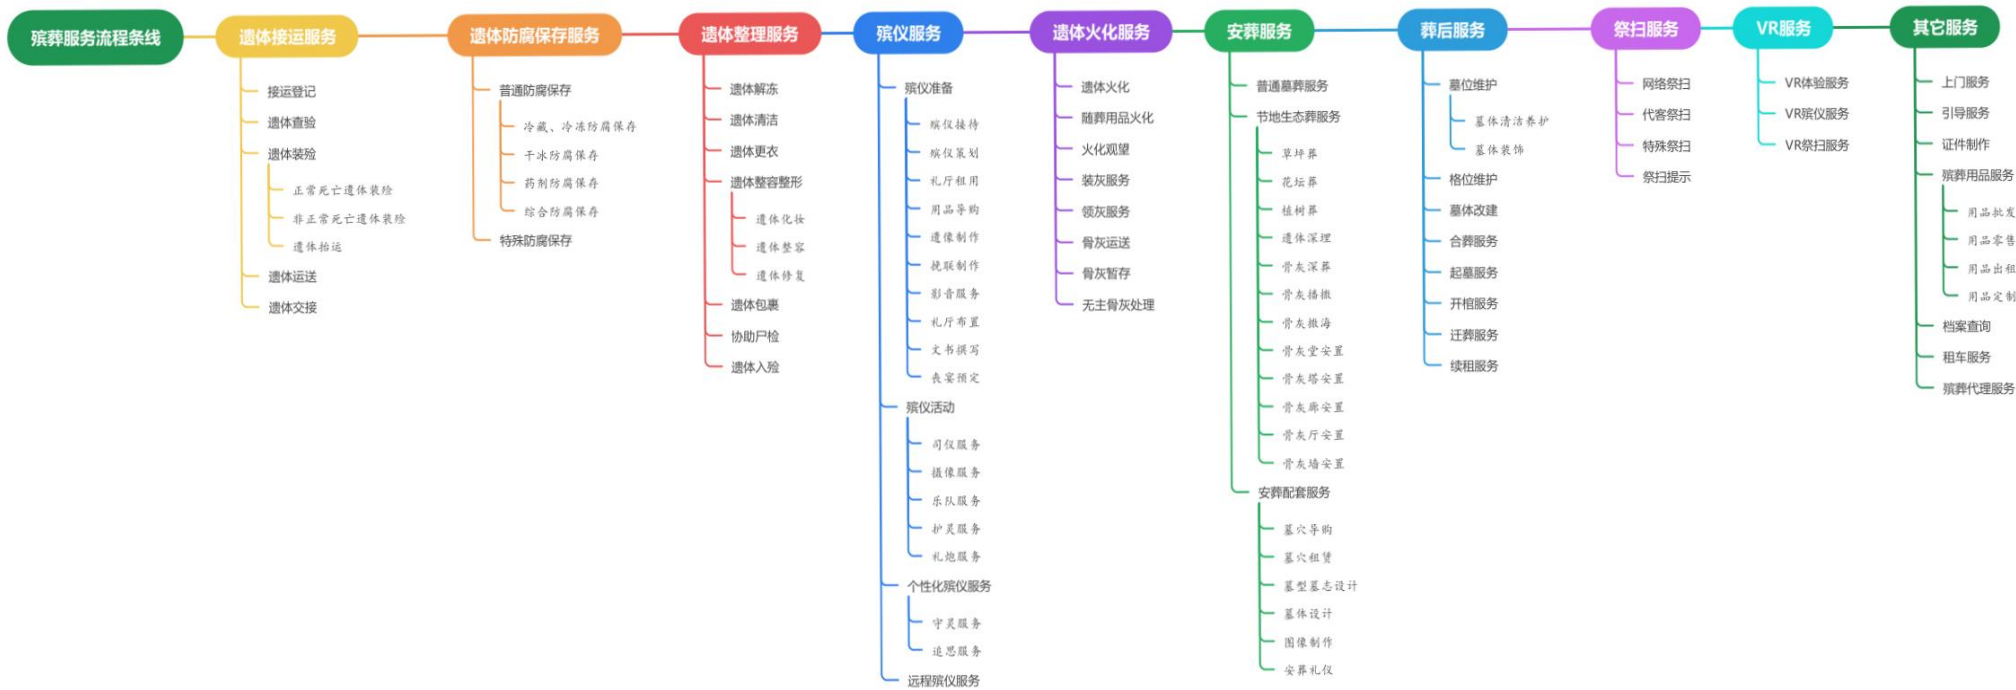 殡葬服务流程条线
遗体接运服务
接运登记
遗体查验
遗体装殓
正常死亡遗体装险
非正常死亡遗体装险
遗体抬运
遗体运送
遗体交接
遗体防腐保存服务
普通防腐保存
冷藏、冷冻防腐保存
干冰防腐保存
药剂防腐保存
综合防腐保存
特殊防腐保存
遗体整理服务
遗体解冻
遗体清洁
遗体更衣
遗体整容整形
遗体化妆
遗体整容
遗体修复
遗体包裹
协助尸检
遗体入殓
殡仪服务
殡仪准备
殡仪接待
殡仪策划
礼厅租用
用品导购
遗像制作
挽联制作
影音服务
礼厅布置
文书撰写
丧宴预定
殡仪活动
司仪服务
摄像服务
乐队服务
护灵服务
礼炮服务
个性化殡仪服务
守灵服务
追思服务
远程殡仪服务
遗体火化服务
遗体火化
随葬用品火化
火化观望
装灰服务
领灰服务
骨灰运送
骨灰暂存
无主骨灰处理
安葬服务
普通墓葬服务
节地生态葬服务
草坪葬
花坛葬
植树葬
遗体深埋
骨灰深葬
骨灰播撒
骨灰撒海
骨灰堂安置
骨灰塔安置
骨灰廊安置
骨灰厅安置
骨灰墙安置
安葬配套服务
墓穴导购
墓穴租赁
墓型墓志设计
墓体设计
图像制作
安葬礼仪
葬后服务
墓位维护
墓体清洁养护
墓体装饰
格位维护
墓体改建
合葬服务
起墓服务
开棺服务
迁葬服务
续租服务
祭扫服务
网络祭扫
代客祭扫
特殊祭扫
祭扫提示
VR服务
VR体验服务
VR殡仪服务
VR祭扫服务
其它服务
上门服务
引导服务
证件制作
殡葬用品服务
用品批发
用品零售
用品出租
用品定制
档案查询
租车服务
殡葬代理服务